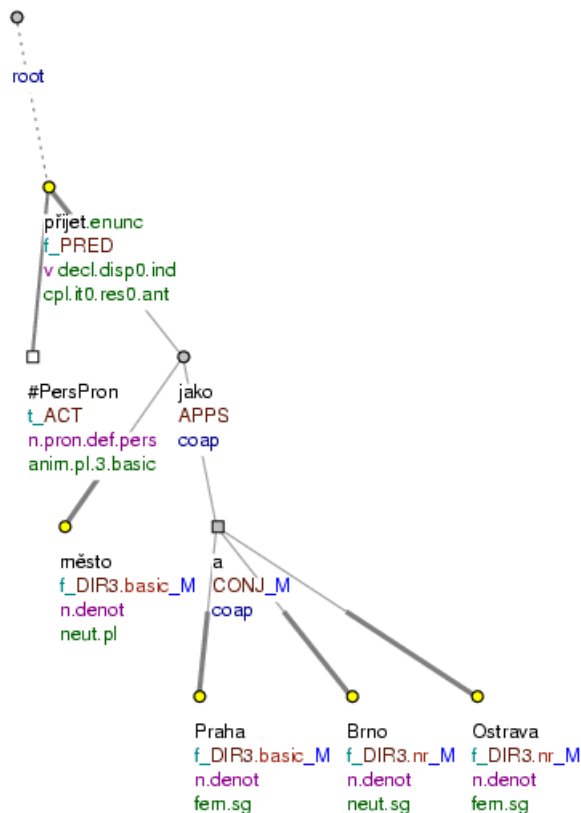 root
přijet.enunc
f_PRED
v decl.disp0.ind
cpl.it0.res0.ant
#PersPron
t_ACT
n.pron.def.pers
anim.pl.3.basic
jako
APPS
coap
město
f_DIR3.basic_M
n.denot
neut.pl
a
CONJ_M
coap
Praha
f_DIR3.basic_M
n.denot
fem.sg
Brno
f_DIR3.nr_M
n.denot
neut.sg
Ostrava
f_DIR3.nr_M
n.denot
fem.sg